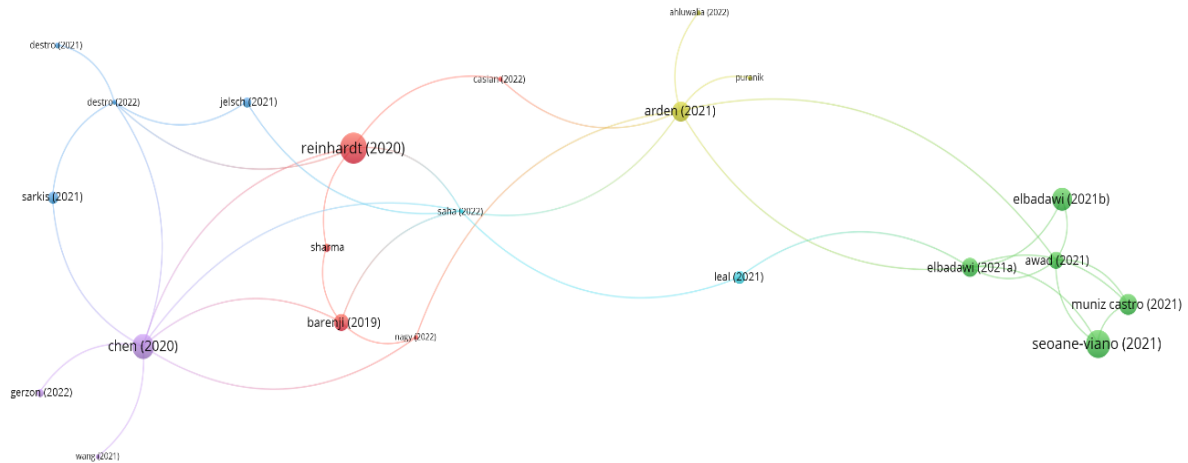 ahluwalia (2022)
destro (2021)
puranik
casian (2022)
destro (2022)
jelsch (2021)
arden (2021)
reinhardt (2020)
sarkis (2021)
elbadawi (2021b)
saha (2022)
sharma
awad (2021)
elbadawi (2021a)
leal (2021)
muniz castro (2021)
barenji (2019)
nagy (2022)
chen (2020)
seoane-viano (2021)
gerzon (2022)
wang (2021)